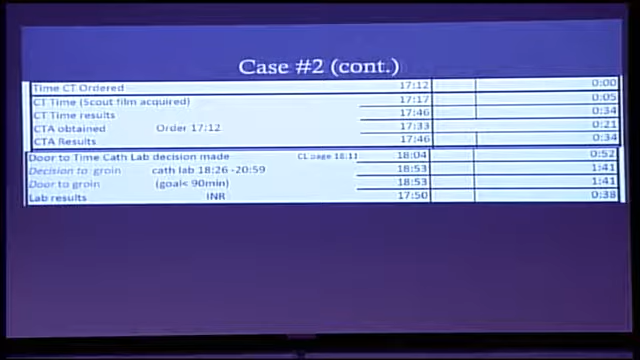 Case #2 (cont.)
Time CT Ordered 17:12 0:00
CT Time (Scout film acquired) 17:17 0:05
CT Time results 17:46 0:34
CTA obtained Order 17:12 17:33 0:21
CTA Results 17:46 0:34
Door to Time Cath Lab decision made CL page 18:11 18:04 0:52
Decision to groin cath lab 18:26 -20:59 18:53 1:41
Door to groin (goal< 90min) 18:53 1:41
Lab results INR 17:50 0:38